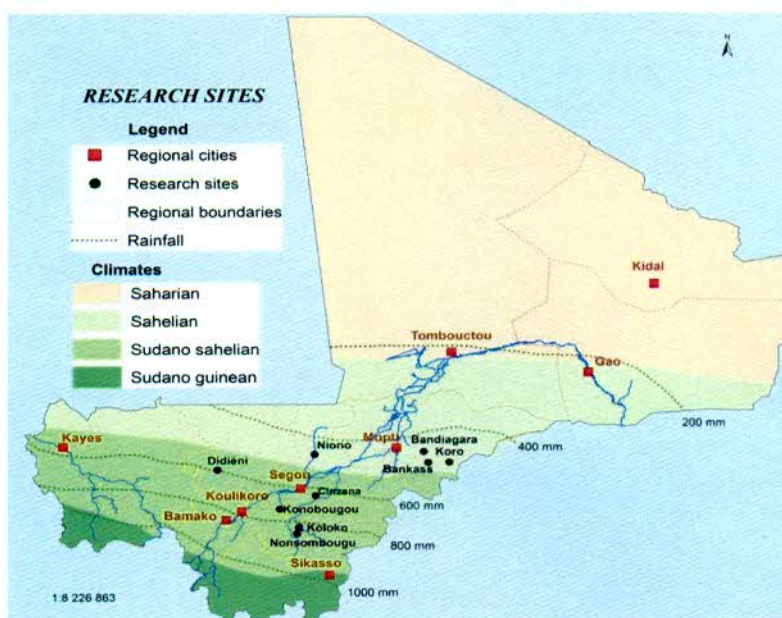 N
RESEARCH SITES
Legend
Regional cities
Research sites
Regional boundaries
Rainfall
Climates
Saharian
Sahelian
Sudano sahelian
Sudano guinean
Kidal
Tombouctou
Gao
200 mm
Kayes
Niono
Mopti
Bandiagara
400 mm
Didiéni
Koro
Bankass
Segou
Cinzena
Koulikoro
Konobougou
600 mm
Bamako
Koloko
Nonsombougu
800 mm
Sikasso
1000 mm
1:8 226 863